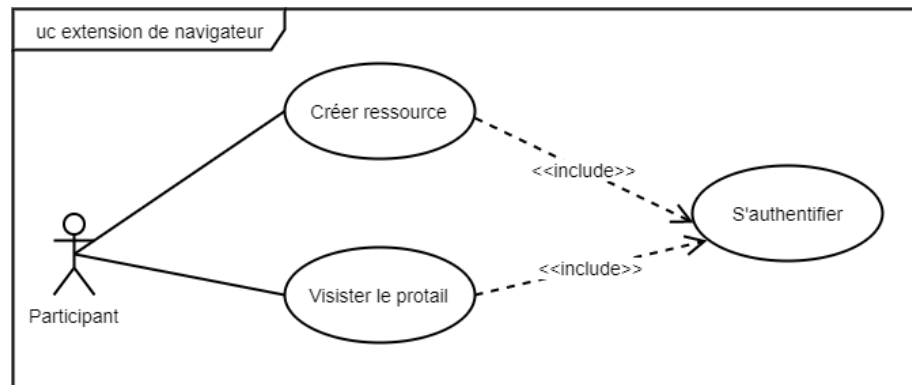 uc extension de navigateur
Créer ressource
<<include>>
S'authentifier
<<include>>
Visister le protail
Participant